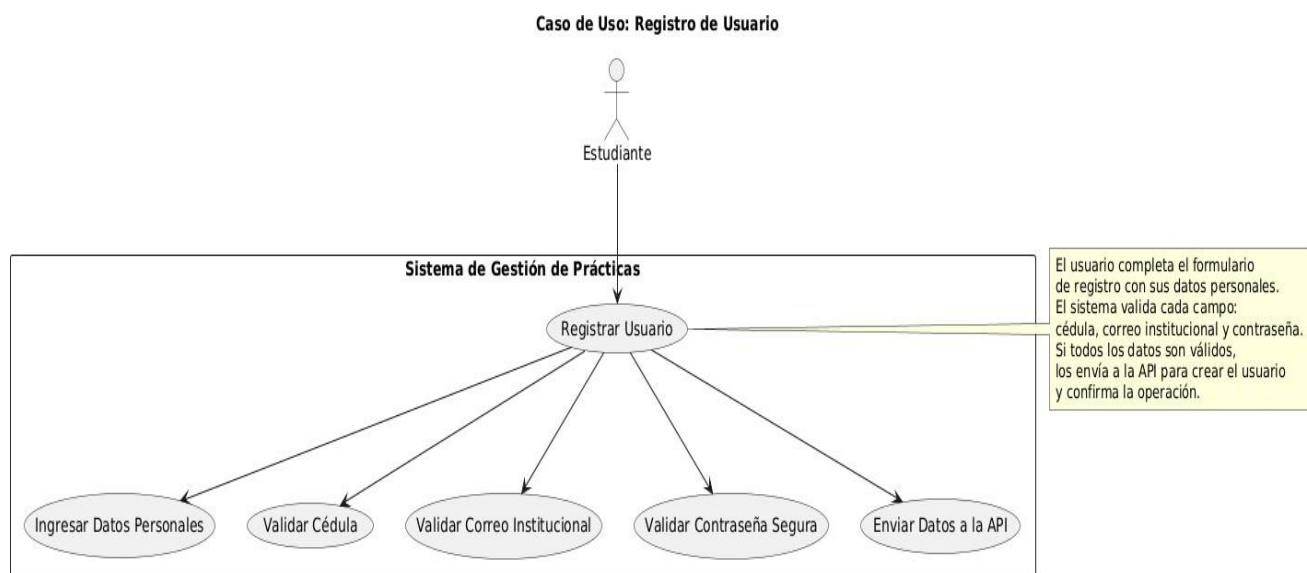 Caso de Uso: Registro de Usuario
Estudiante
Sistema de Gestión de Prácticas
Registrar Usuario
El usuario completa el formulario
de registro con sus datos personales.
El sistema valida cada campo:
cédula, correo institucional y contraseña.
Si todos los datos son válidos,
los envía a la API para crear el usuario
y confirma la operación.
Ingresar Datos Personales
Validar Cédula
Validar Correo Institucional
Validar Contraseña Segura
Enviar Datos a la API